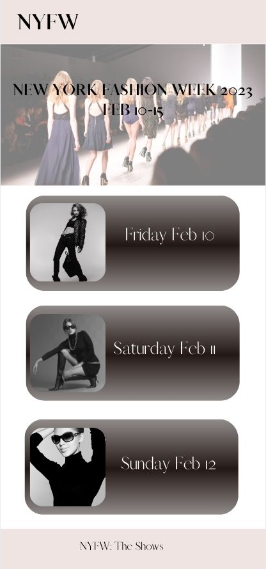 NYFW
NEW YORK FASHION WEEK 2023
FEB 10-15
Friday Feb 10
Saturday Feb 11
Sunday Feb 12
NYFW: The Shows